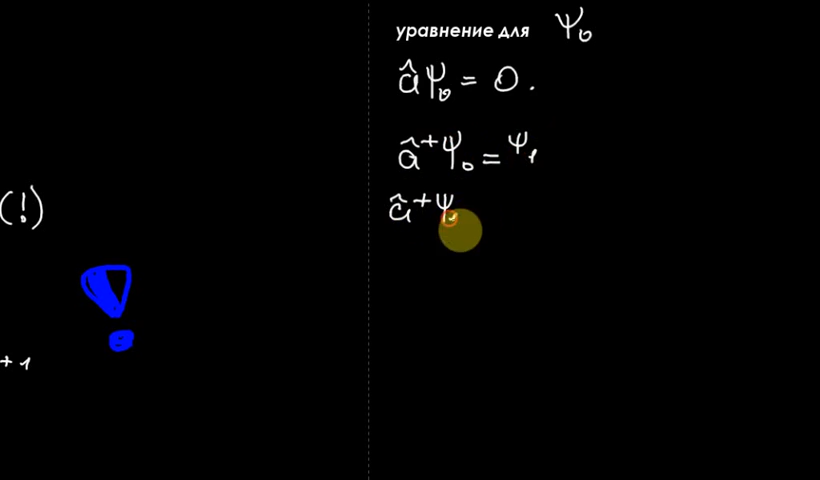 (!)
+ 1
уравнение для ψ₀
âψ₀ = 0.
â⁺ψ₀ = ψ₁
â⁺ψ